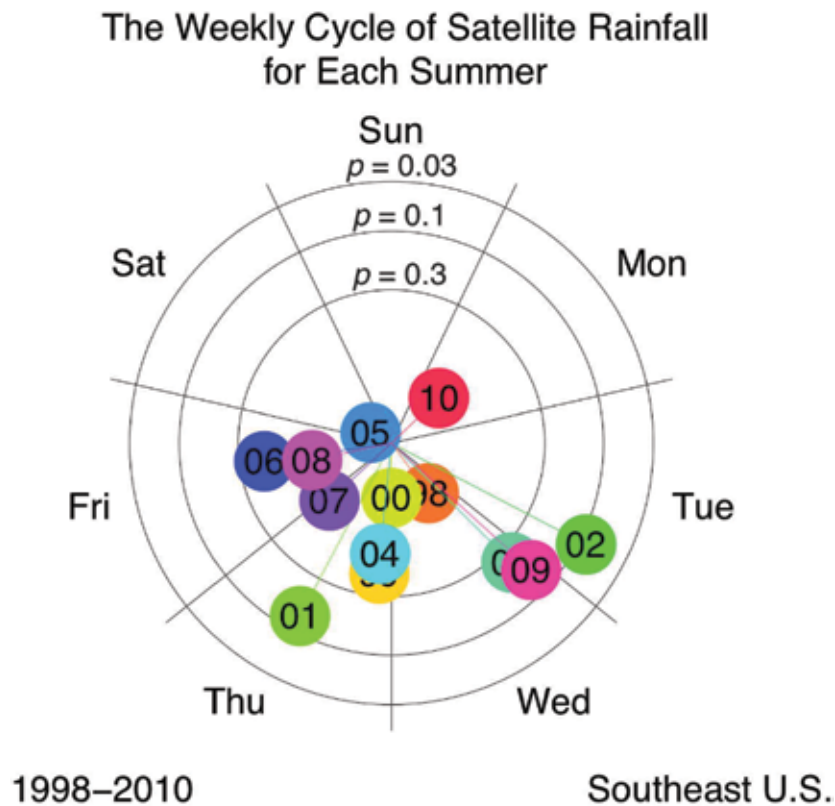 The Weekly Cycle of Satellite Rainfall
for Each Summer
Sun
p = 0.03
p = 0.1
p = 0.3
Sat
Mon
10
05
06
08
07
00
98
04
02
09
01
Fri
Tue
Thu
Wed
1998–2010
Southeast U.S.